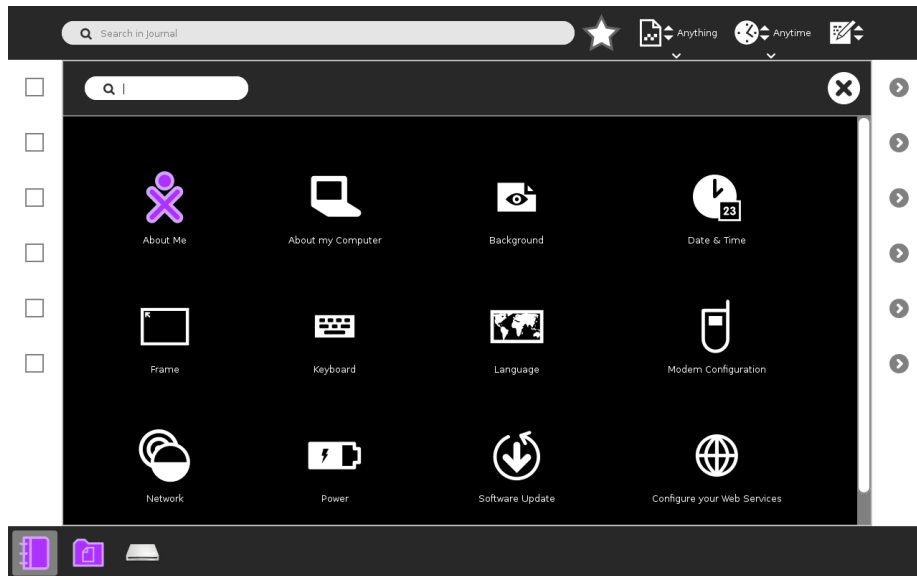 Search in Journal
Anything
Anytime
About Me
About my Computer
Background
23
Date & Time
Frame
Keyboard
Language
Modem Configuration
Network
Power
Software Update
Configure your Web Services